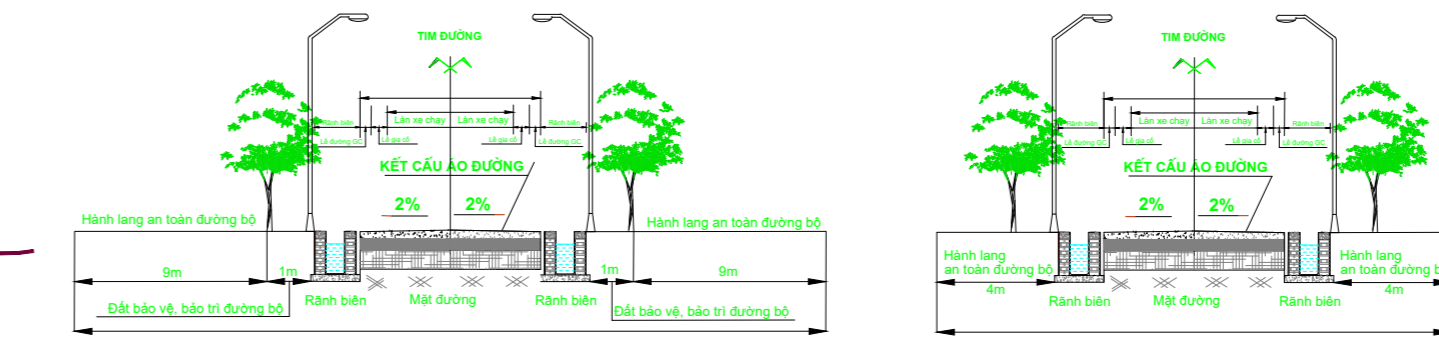 TIM ĐƯỜNG
Rãnh biên
Làn xe chạy
Làn xe chạy
Rãnh biên
Lề đường GC
Lề gia cố
Lề gia cố
Lề đường GC
KẾT CẤU ÁO ĐƯỜNG
2%
2%
Hành lang an toàn đường bộ
Hành lang an toàn đường bộ
9m
1m
1m
9m
Rãnh biên
Mặt đường
Rãnh biên
Đất bảo vệ, bảo trì đường bộ
Đất bảo vệ, bảo trì đường bộ
TIM ĐƯỜNG
Rãnh biên
Làn xe chạy
Làn xe chạy
Rãnh biên
Lề đường GC
Lề gia cố
Lề gia cố
Lề đường GC
KẾT CẤU ÁO ĐƯỜNG
2%
2%
Hành lang
an toàn đường bộ
Hành lang
an toàn đường
4m
4m
Rãnh biên
Mặt đường
Rãnh biên